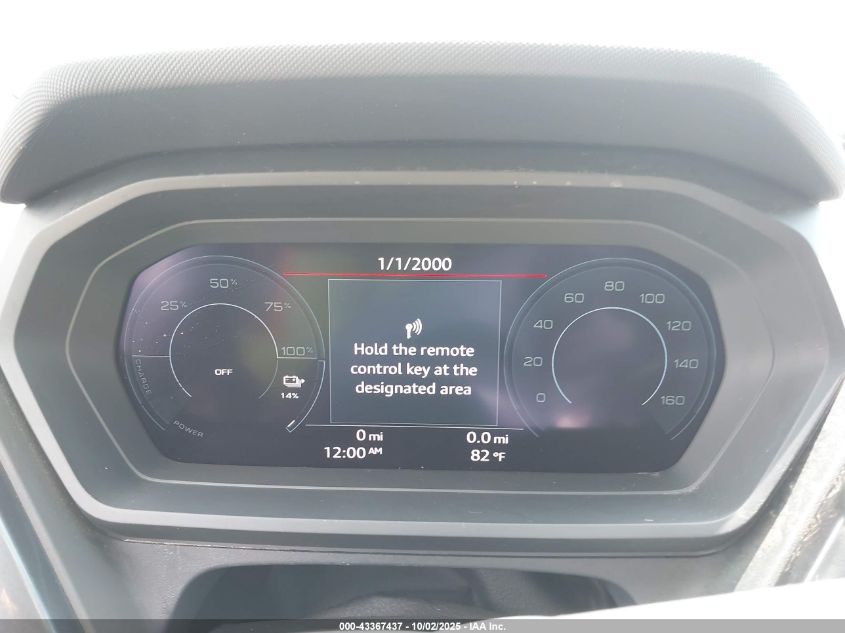 1/1/2000
50%
25%
75%
100%
CHARGE
OFF
14%
POWER
Hold the remote
control key at the
designated area
0 mi
0.0 mi
12:00 AM
82 °F
0
20
40
60
80
100
120
140
160
000-43367437 - 10/02/2025 - IAA Inc.